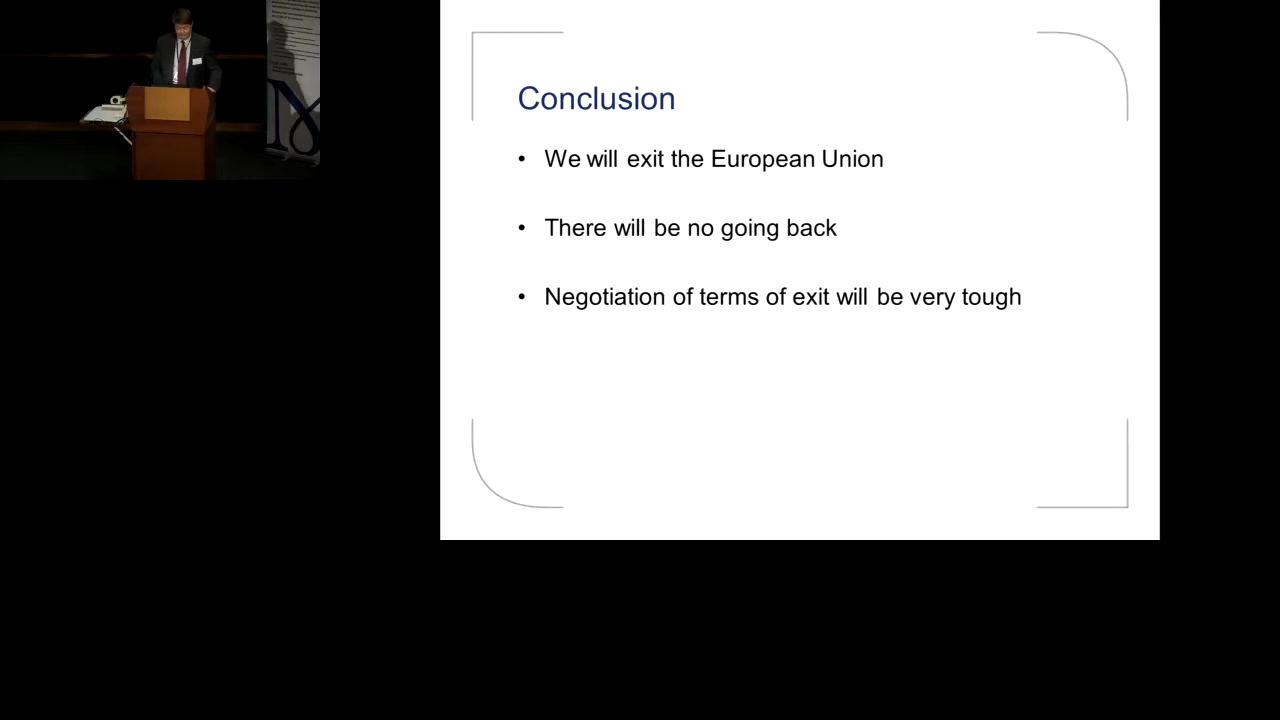 Conclusion
• We will exit the European Union
• There will be no going back
• Negotiation of terms of exit will be very tough